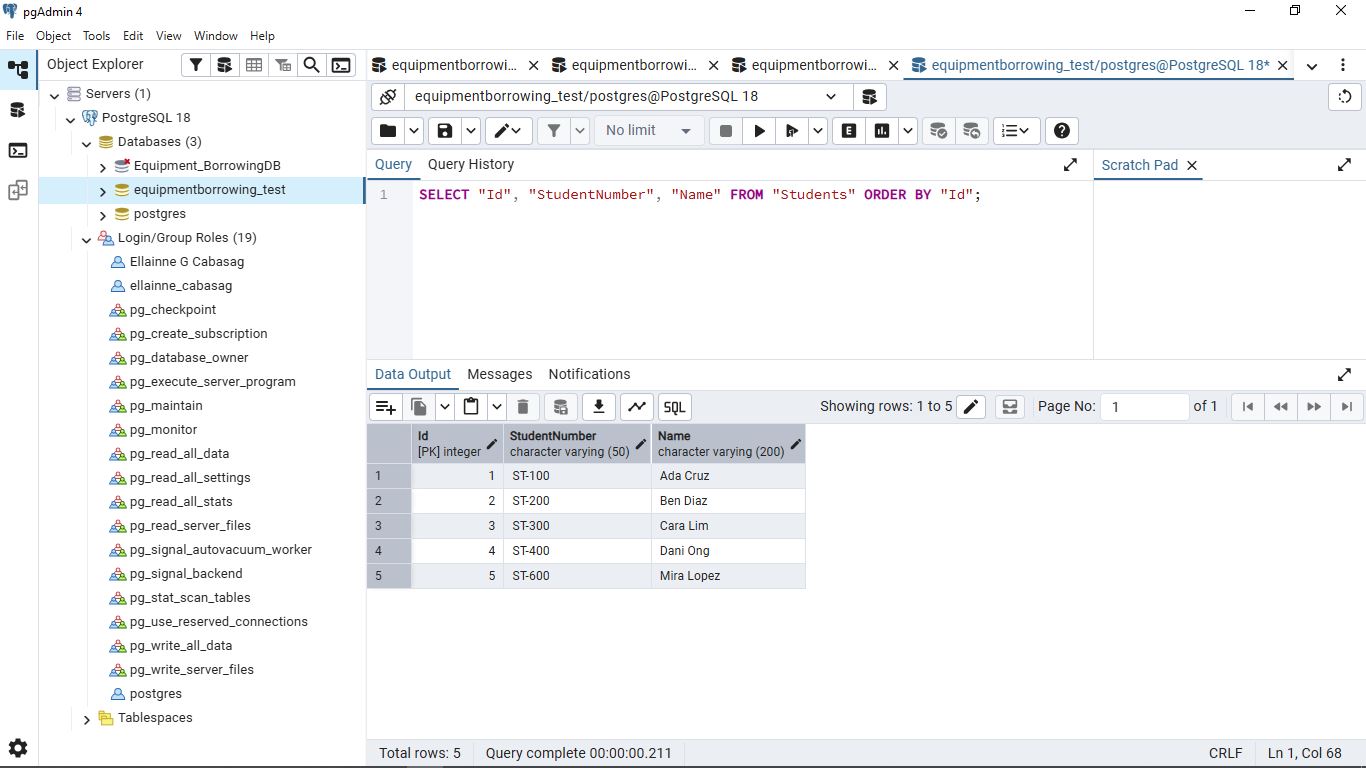 pgAdmin 4
File Object Tools Edit View Window Help
Object Explorer
Servers (1)
PostgreSQL 18
Databases (3)
Equipment_BorrowingDB
equipmentborrowing_test
postgres
Login/Group Roles (19)
Ellainne G Cabasag
ellainne_cabasag
pg_checkpoint
pg_create_subscription
pg_database_owner
pg_execute_server_program
pg_maintain
pg_monitor
pg_read_all_data
pg_read_all_settings
pg_read_all_stats
pg_read_server_files
pg_signal_autovacuum_worker
pg_signal_backend
pg_stat_scan_tables
pg_use_reserved_connections
pg_write_all_data
pg_write_server_files
postgres
Tablespaces
equipmentborrowi... equipmentborrowi... equipmentborrowi... equipmentborrowing_test/postgres@PostgreSQL 18*
equipmentborrowing_test/postgres@PostgreSQL 18
No limit E
Query Query History Scratch Pad
1 SELECT "Id", "StudentNumber", "Name" FROM "Students" ORDER BY "Id";
Data Output Messages Notifications
SQL Showing rows: 1 to 5 Page No: 1 of 1
Id StudentNumber Name
[PK] integer character varying (50) character varying (200)
1 1 ST-100 Ada Cruz
2 2 ST-200 Ben Diaz
3 3 ST-300 Cara Lim
4 4 ST-400 Dani Ong
5 5 ST-600 Mira Lopez
Total rows: 5 Query complete 00:00:00.211 CRLF Ln 1, Col 68